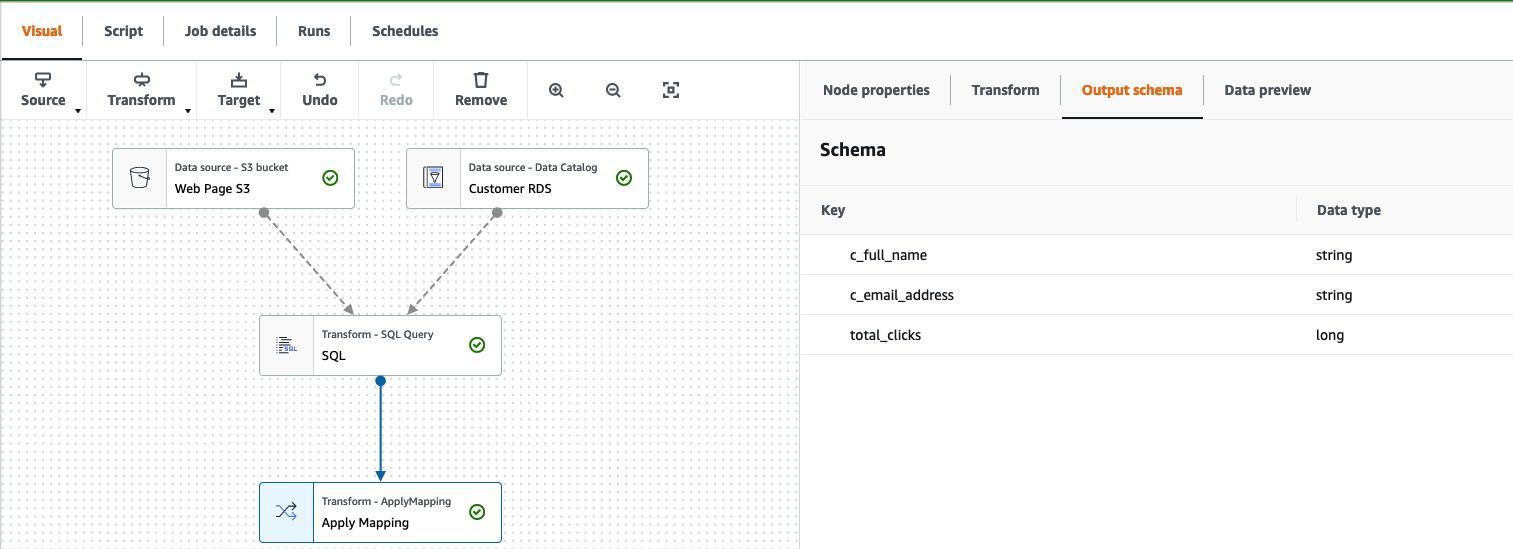 Visual Script Job details Runs Schedules
Source Transform Target Undo Redo Remove
Node properties Transform Output schema Data preview
Schema
Key Data type
c_full_name string
c_email_address string
total_clicks long
Data source - S3 bucket
Web Page S3
Data source - Data Catalog
Customer RDS
Transform - SQL Query
SQL
SQL
Transform - ApplyMapping
Apply Mapping